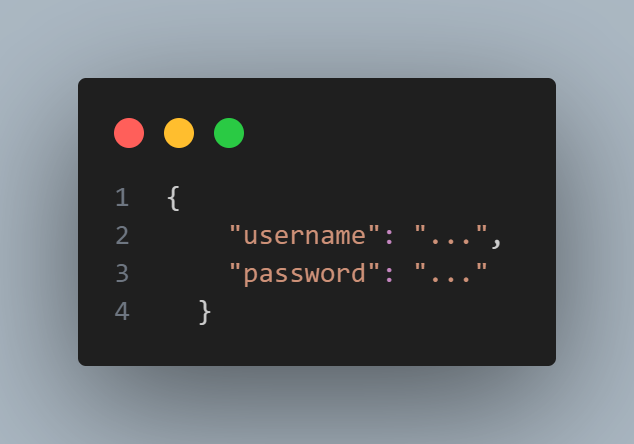 1 {
2     "username": "...",
3     "password": "..."
4   }